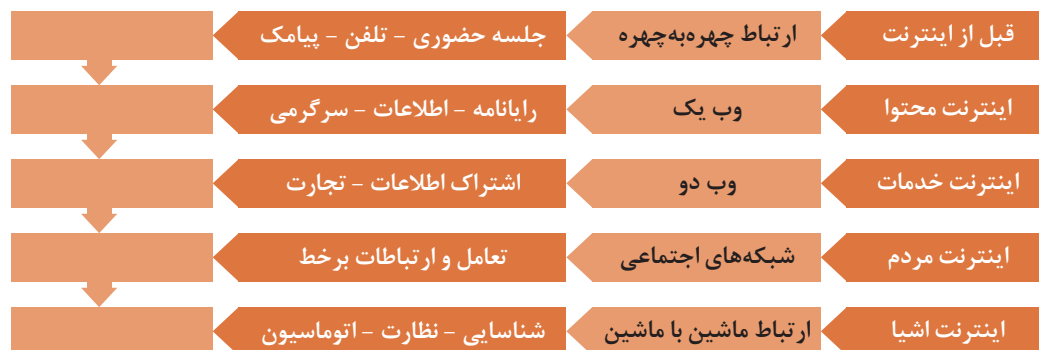 قبل از اینترنت
ارتباط چهره‌به‌چهره
جلسه حضوری - تلفن - پیامک
اینترنت محتوا
وب یک
رایانامه - اطلاعات - سرگرمی
اینترنت خدمات
وب دو
اشتراک اطلاعات - تجارت
اینترنت مردم
شبکه‌های اجتماعی
تعامل و ارتباطات برخط
اینترنت اشیا
ارتباط ماشین با ماشین
شناسایی - نظارت - اتوماسیون